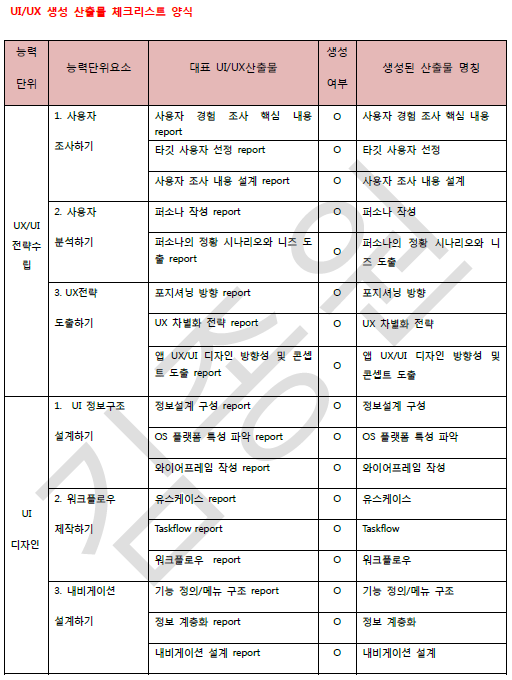 UI/UX 생성 산출물 체크리스트 양식
능력
단위
능력단위요소
대표 UI/UX산출물
생성
여부
생성된 산출물 명칭
UX/UI
전략수
립
1. 사용자
조사하기
사용자 경험 조사 핵심 내용
report
O
사용자 경험 조사 핵심 내용
타깃 사용자 선정 report
O
타깃 사용자 선정
사용자 조사 내용 설계 report
O
사용자 조사 내용 설계
2. 사용자
분석하기
퍼소나 작성 report
O
퍼소나 작성
퍼소나의 정황 시나리오와 니즈 도
출 report
O
퍼소나의 정황 시나리오와 니
즈 도출
3. UX전략
도출하기
포지셔닝 방향 report
O
포지셔닝 방향
UX 차별화 전략 report
O
UX 차별화 전략
앱 UX/UI 디자인 방향성 및 콘셉
트 도출 report
O
앱 UX/UI 디자인 방향성 및
콘셉트 도출
UI
디자인
1. UI 정보구조
설계하기
정보설계 구성 report
O
정보설계 구성
OS 플랫폼 특성 파악 report
O
OS 플랫폼 특성 파악
와이어프레임 작성 report
O
와이어프레임 작성
2. 워크플로우
제작하기
유스케이스 report
O
유스케이스
Taskflow report
O
Taskflow
워크플로우 report
O
워크플로우
3. 내비게이션
설계하기
기능 정의/메뉴 구조 report
O
기능 정의/메뉴 구조
정보 계층화 report
O
정보 계층화
내비게이션 설계 report
O
내비게이션 설계
김종원